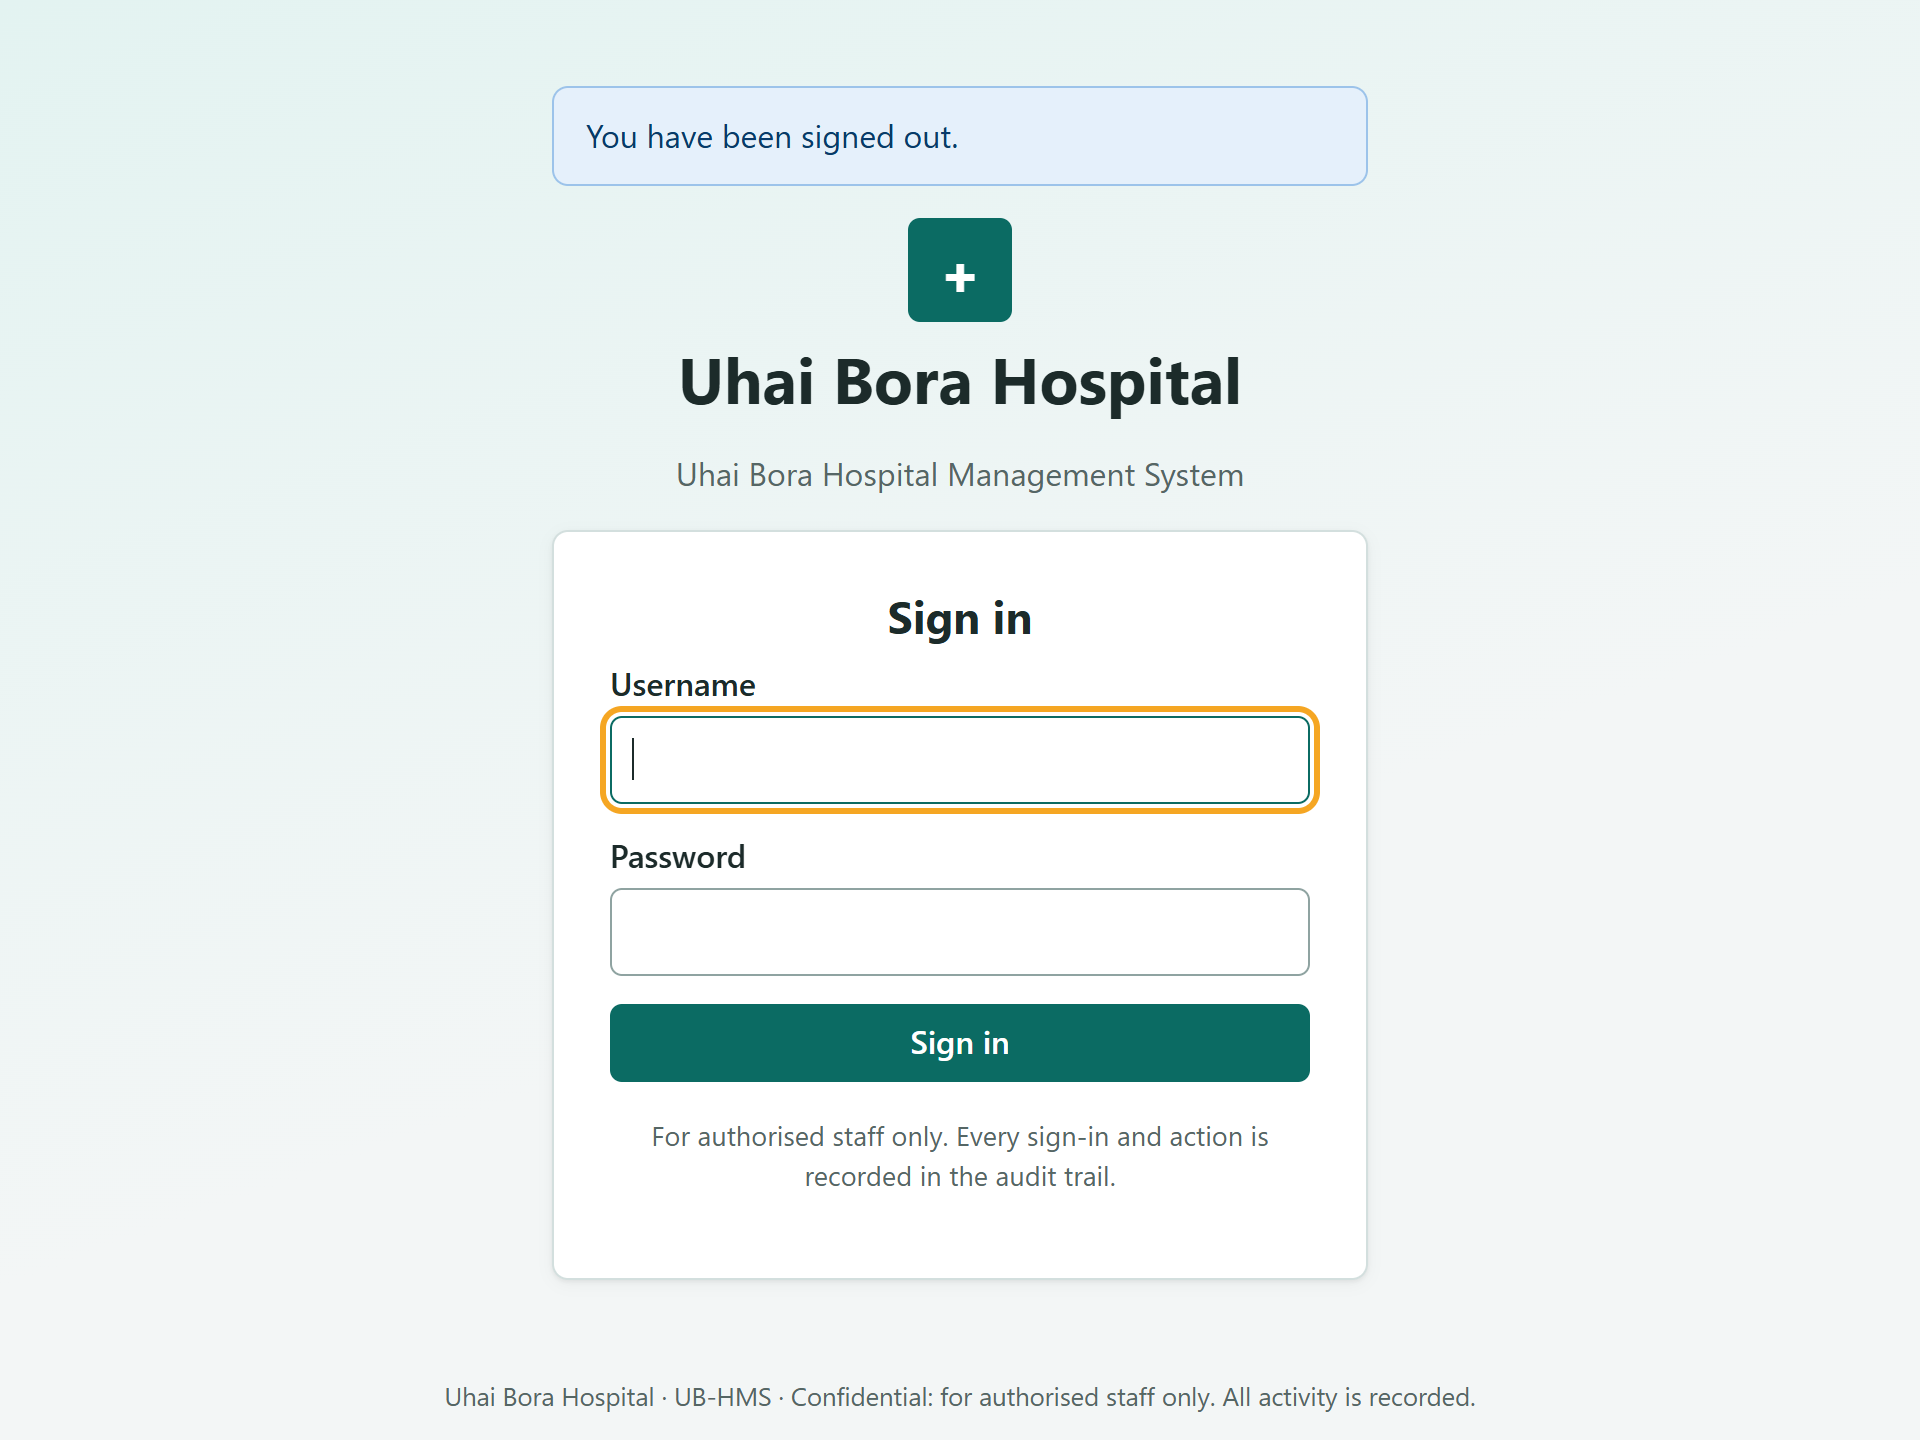 You have been signed out.
+
Uhai Bora Hospital
Uhai Bora Hospital Management System
Sign in
Username
Password
Sign in
For authorised staff only. Every sign-in and action is
recorded in the audit trail.
Uhai Bora Hospital · UB-HMS · Confidential: for authorised staff only. All activity is recorded.